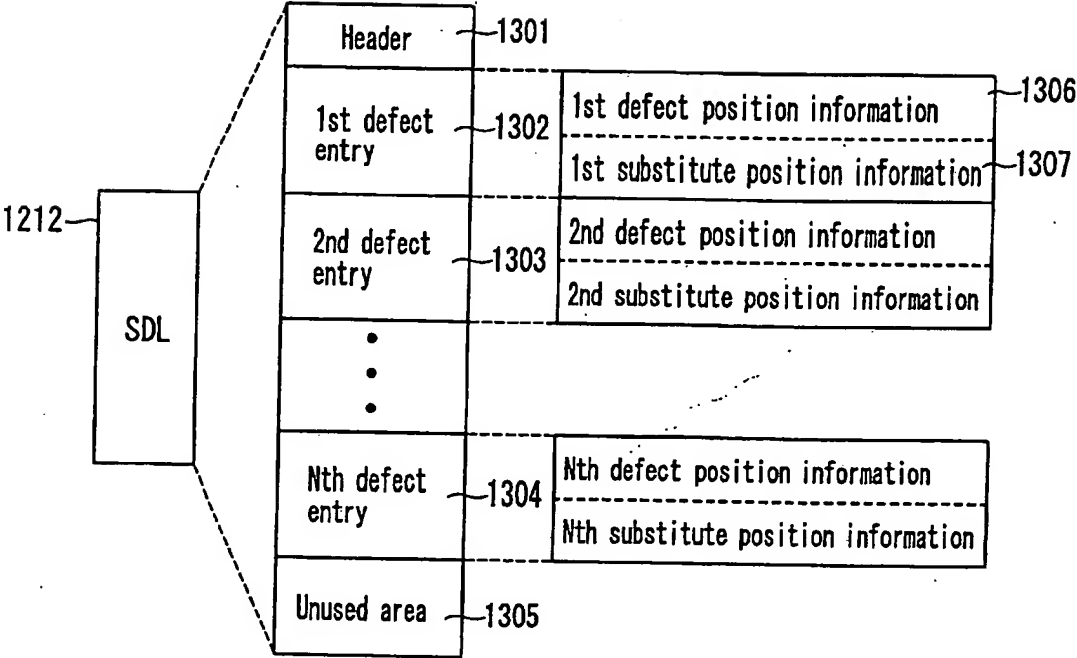 Header
1301
1st defect
entry
1302
1st defect position information
1306
1st substitute position information
1307
1212
SDL
2nd defect
entry
1303
2nd defect position information
2nd substitute position information
Nth defect
entry
1304
Nth defect position information
Nth substitute position information
Unused area
1305